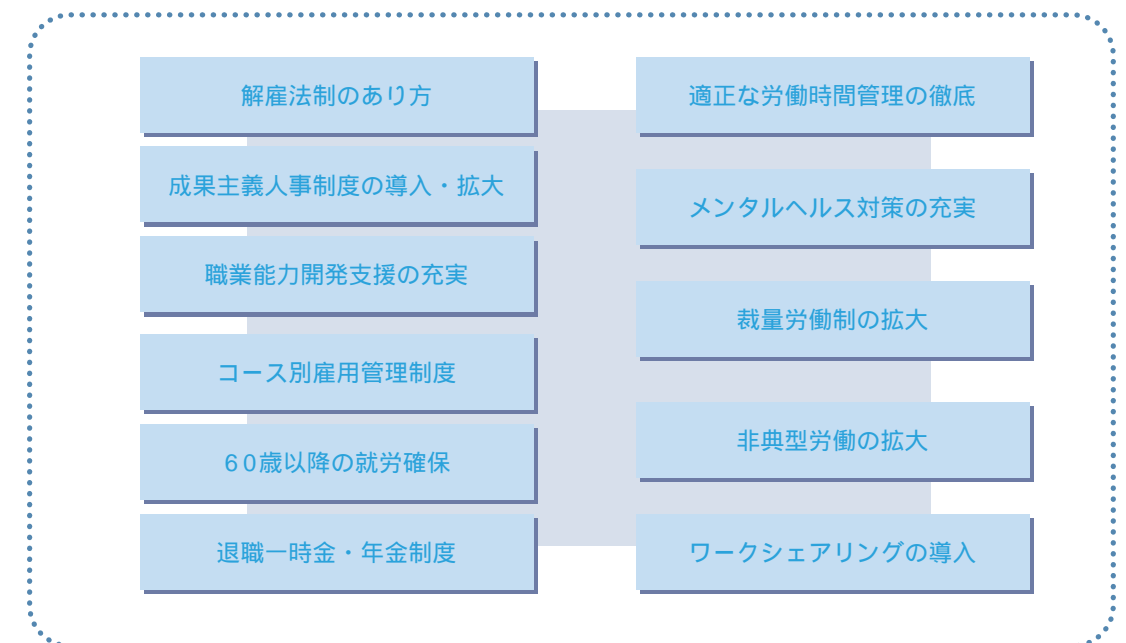 解雇法制のあり方
成果主義人事制度の導入・拡大
職業能力開発支援の充実
コース別雇用管理制度
６０歳以降の就労確保
退職一時金・年金制度
適正な労働時間管理の徹底
メンタルヘルス対策の充実
裁量労働制の拡大
非典型労働の拡大
ワークシェアリングの導入